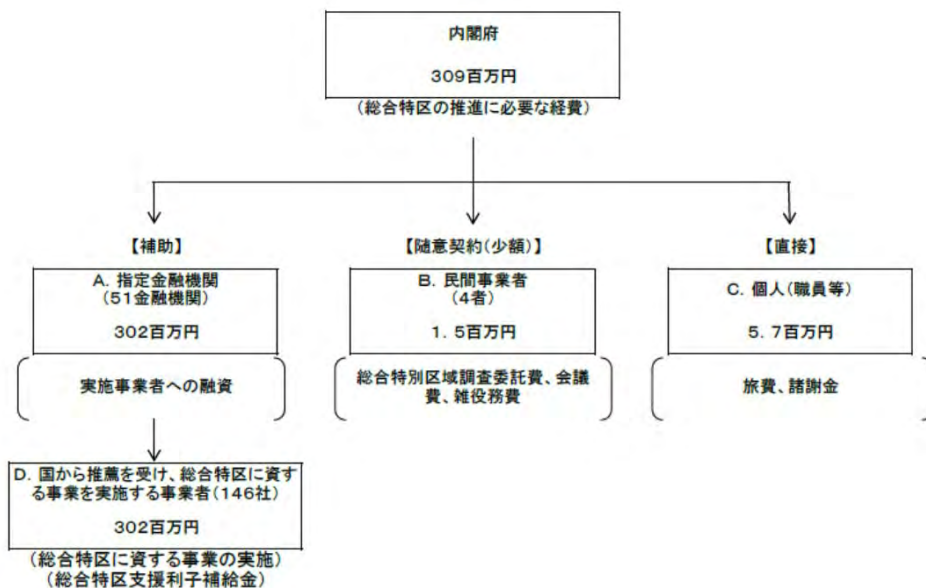 内閣府
309百万円
(総合特区の推進に必要な経費)
【補助】
A. 指定金融機関
(51金融機関)
302百万円
実施事業者への融資
【随意契約(少額)】
B. 民間事業者
(4者)
1. 5百万円
総合特別区域調査委託費、会議
費、雑役務費
【直接】
C. 個人(職員等)
5. 7百万円
旅費、諸謝金
D. 国から推薦を受け、総合特区に資す
る事業を実施する事業者(146社)
302百万円
(総合特区に資する事業の実施)
(総合特区支援利子補給金)